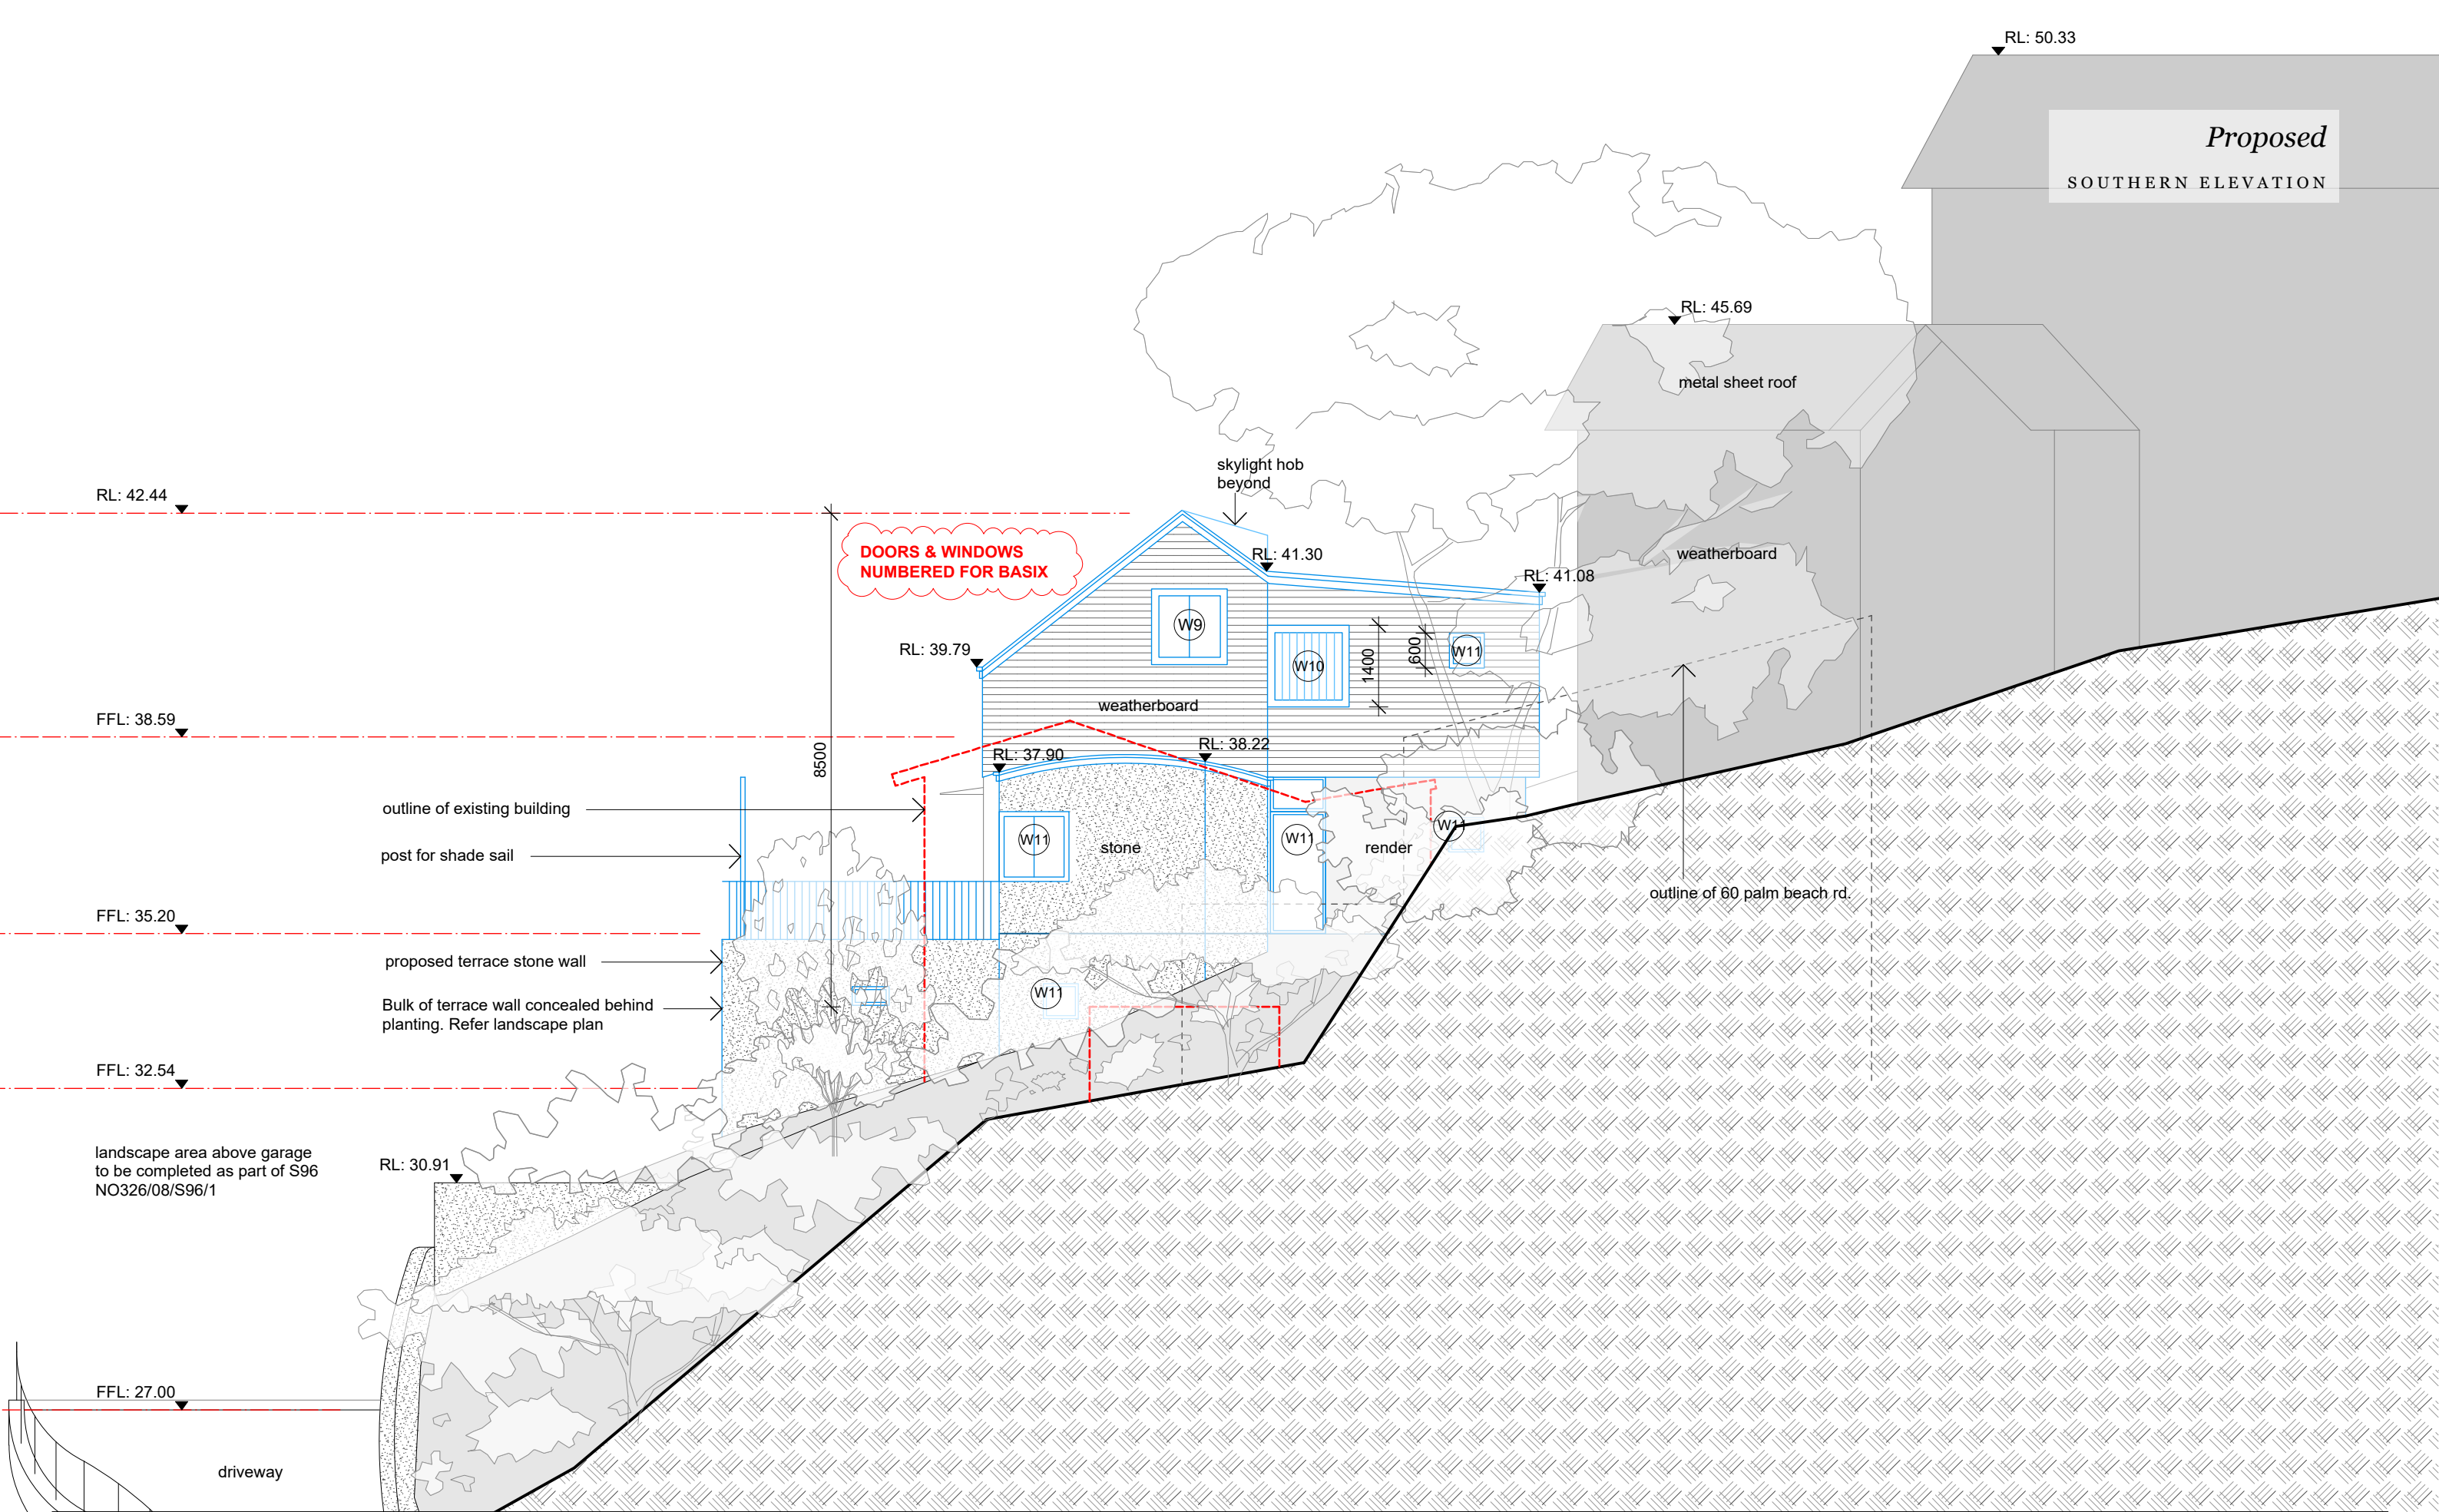 RL: 50.33
Proposed
SOUTHERN ELEVATION
RL: 45.69
metal sheet roof
skylight hob
beyond
RL: 42.44
DOORS & WINDOWS
NUMBERED FOR BASIX
RL: 41.30
weatherboard
RL: 41.08
W9
RL: 39.79
W10
1400
600
W11
weatherboard
FFL: 38.59
8500
RL: 37.90
RL: 38.22
outline of existing building
W11
W11
W11
post for shade sail
stone
render
outline of 60 palm beach rd.
FFL: 35.20
proposed terrace stone wall
W11
Bulk of terrace wall concealed behind
planting. Refer landscape plan
FFL: 32.54
landscape area above garage
to be completed as part of S96
NO326/08/S96/1
RL: 30.91
FFL: 27.00
driveway